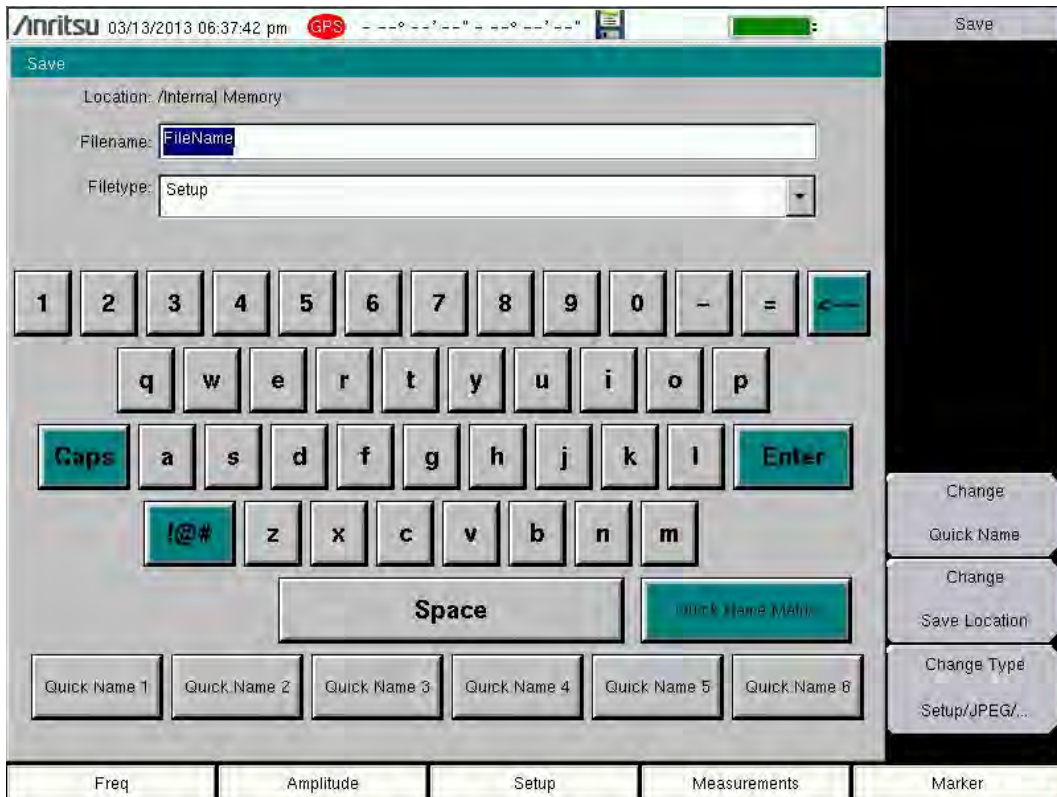 Anritsu 03/13/2013 06:37:42 pm GPS - --° --'--" - --° --'--"
Save
Save
Location: /Internal Memory
Filename: FileName
Filetype: Setup
1 2 3 4 5 6 7 8 9 0 - = <--
q w e r t y u i o p
Caps a s d f g h j k l Enter
!@# z x c v b n m
Space Quick Name Matrix
Quick Name 1 Quick Name 2 Quick Name 3 Quick Name 4 Quick Name 5 Quick Name 6
Change
Quick Name
Change
Save Location
Change Type
Setup/JPEG/...
Freq Amplitude Setup Measurements Marker